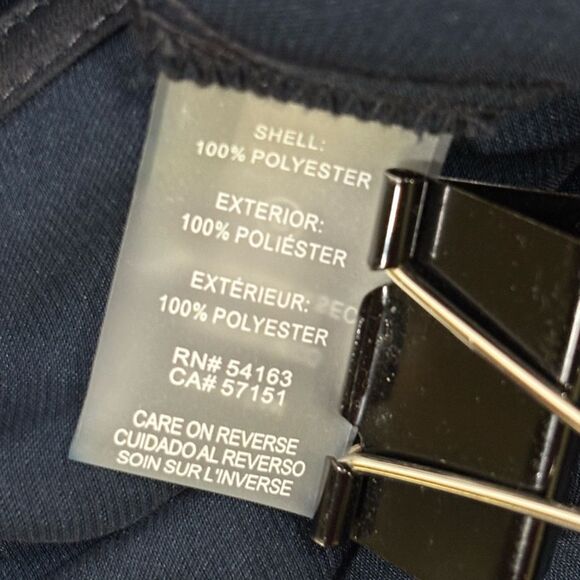 SHELL:
100% POLYESTER
EXTERIOR:
100% POLIÉSTER
EXTÉRIEUR:
100% POLYESTER
RN# 54163
CA# 57151
CARE ON REVERSE
CUIDADO AL REVERSO
SOIN SUR L'INVERSE